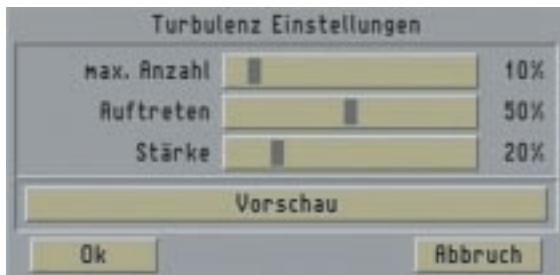 Turbulenz Einstellungen
max. Anzahl 10%
Auftreten 50%
Stärke 20%
Vorschau
Ok Abbruch